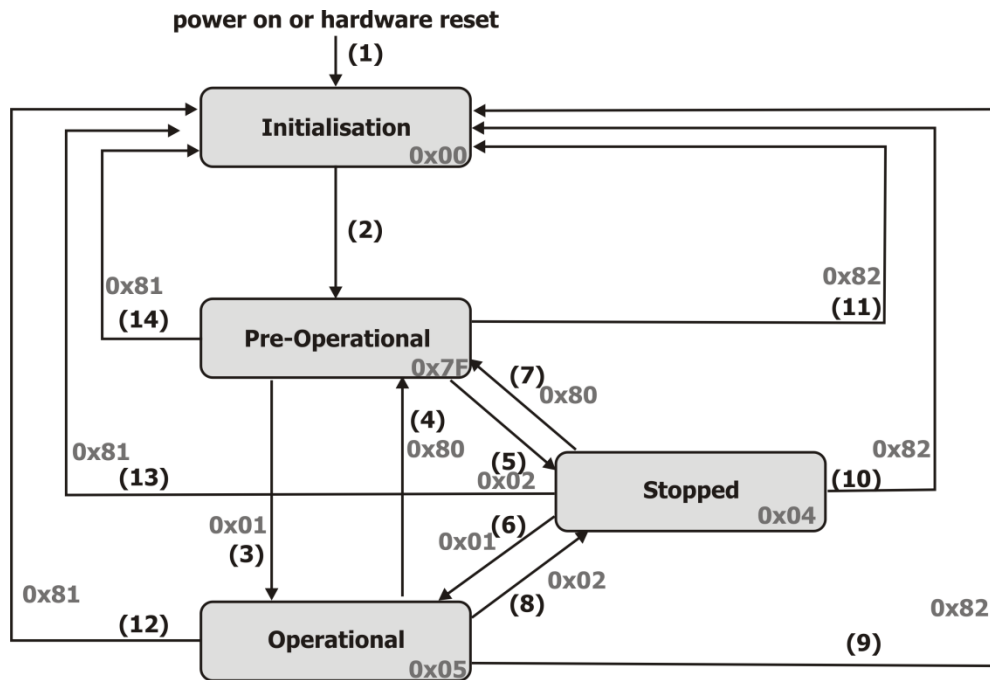 power on or hardware reset
(1)
Initialisation
0x00
(2)
0x81
(14)
0x82
(11)
Pre-Operational
0x7F
(7)
0x80
(4)
0x80
(5)
0x02
0x81
(13)
Stopped
0x04
0x82
(10)
0x01
(3)
(6)
0x01
0x02
(8)
0x81
(12)
Operational
0x05
0x82
(9)